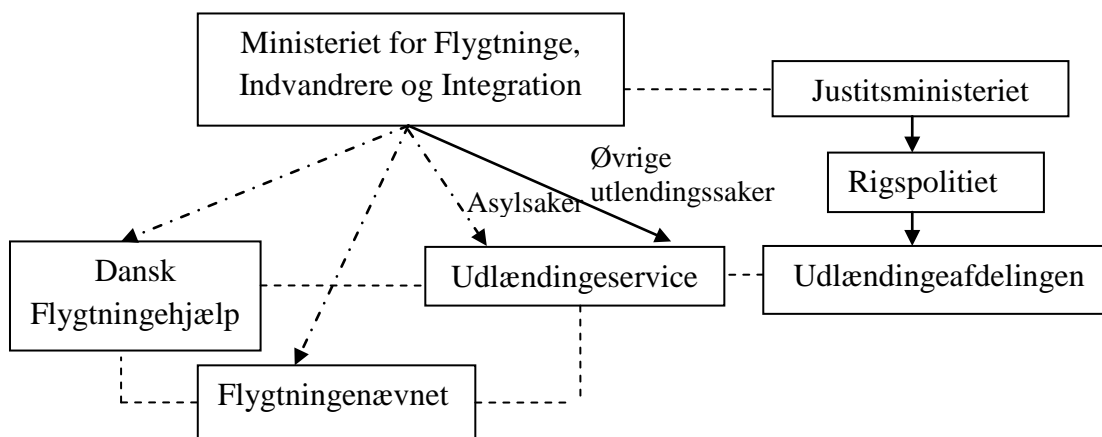 Ministeriet for Flygtninge,
Indvandrere og Integration
Justitsministeriet
Øvrige
utlendingssaker
Rigspolitiet
Asylsaker
Dansk
Flygtningehjælp
Udlændingeservice
Udlændingeafdelingen
Flygtningenævnet